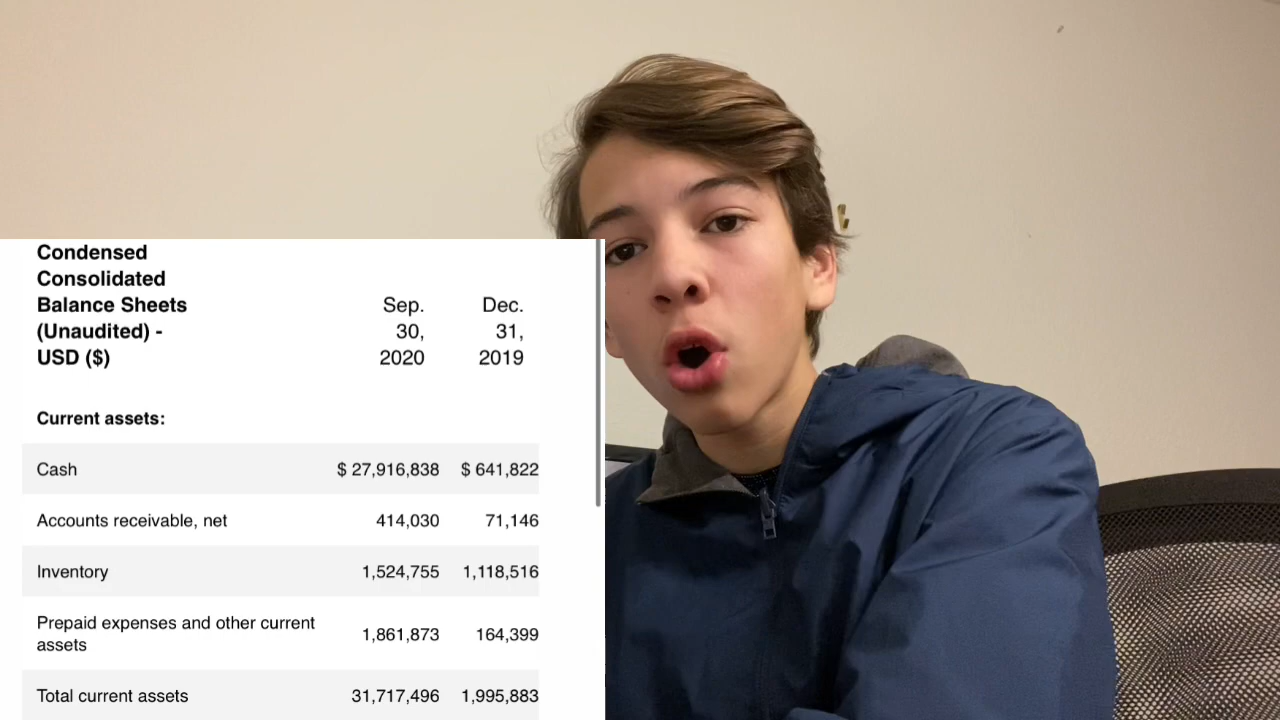 Condensed
Consolidated
Balance Sheets
(Unaudited) -
USD ($)
Sep.
30,
2020
Dec.
31,
2019
Current assets:
Cash $ 27,916,838 $ 641,822
Accounts receivable, net 414,030 71,146
Inventory 1,524,755 1,118,516
Prepaid expenses and other current
assets 1,861,873 164,399
Total current assets 31,717,496 1,995,883